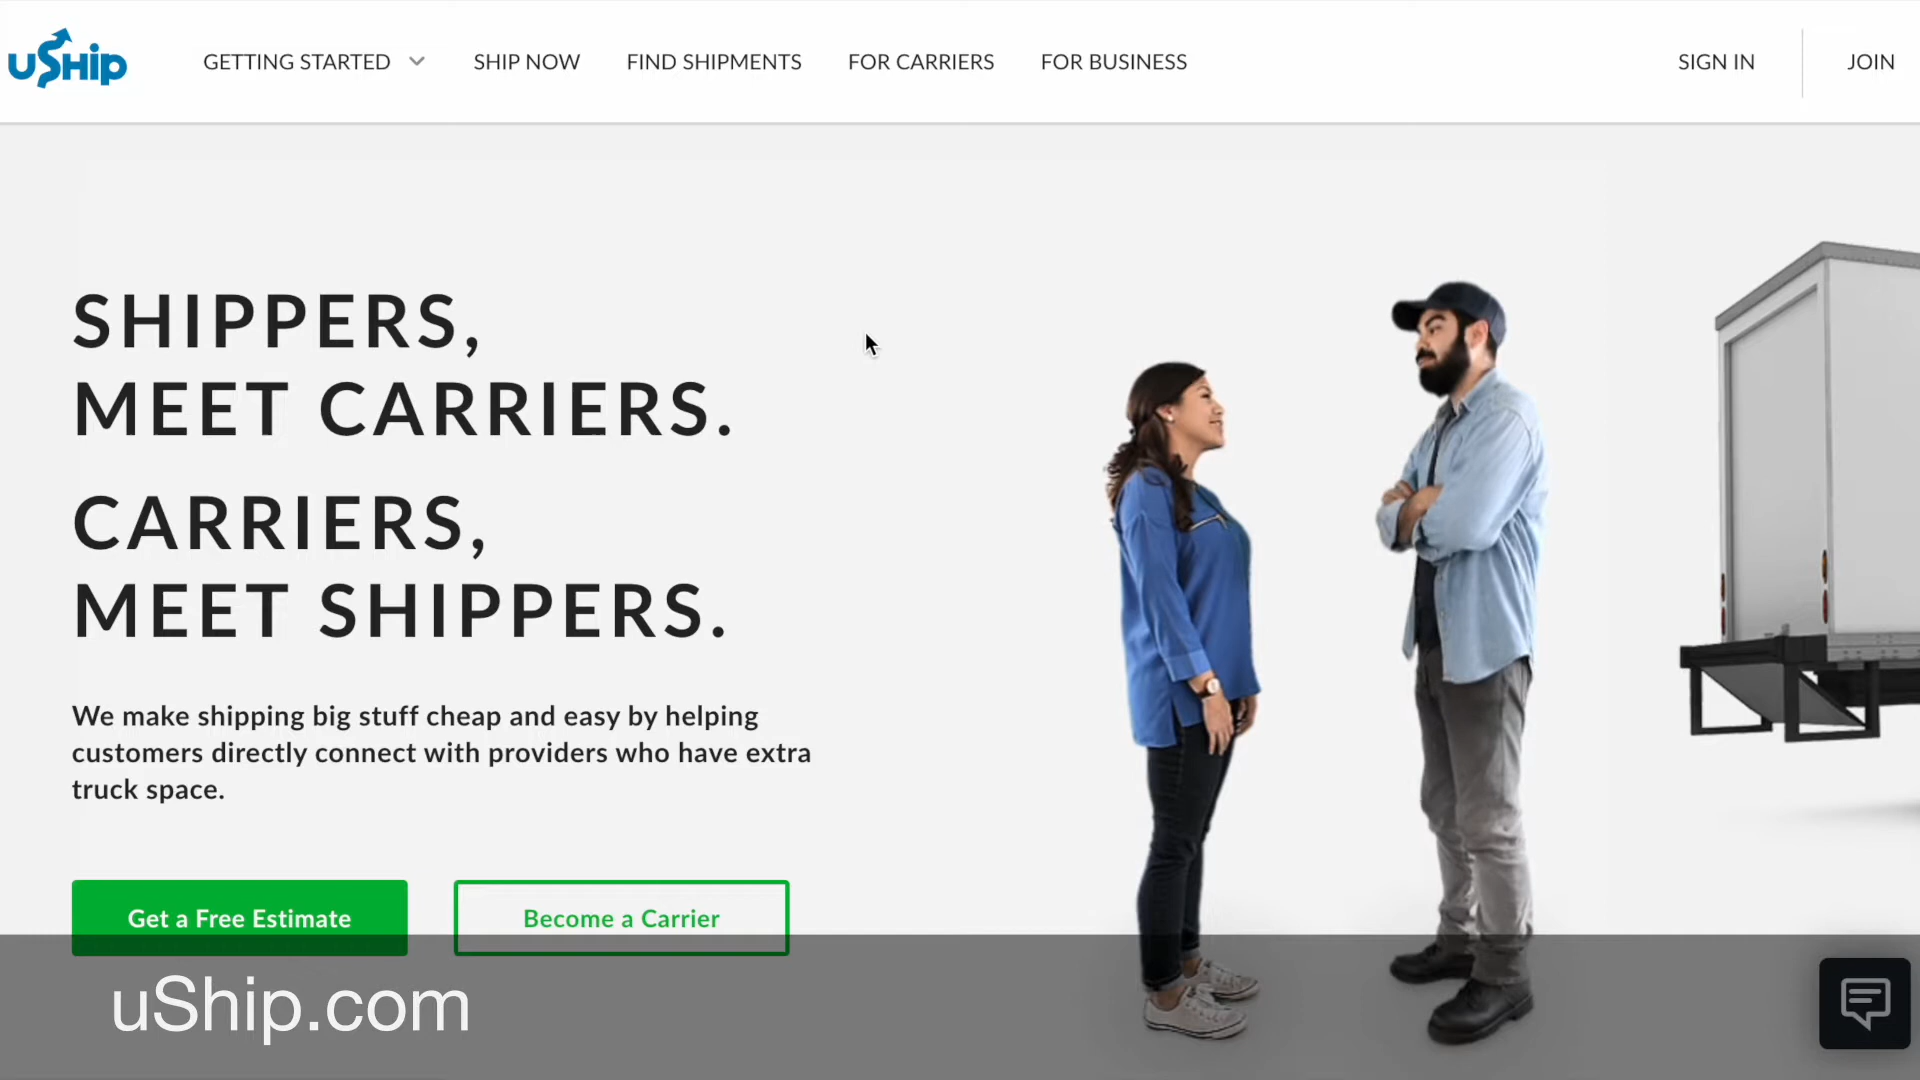 uShip
GETTING STARTED
SHIP NOW
FIND SHIPMENTS
FOR CARRIERS
FOR BUSINESS
SIGN IN
JOIN
SHIPPERS,
MEET CARRIERS.
CARRIERS,
MEET SHIPPERS.
We make shipping big stuff cheap and easy by helping
customers directly connect with providers who have extra
truck space.
Get a Free Estimate
Become a Carrier
uShip.com